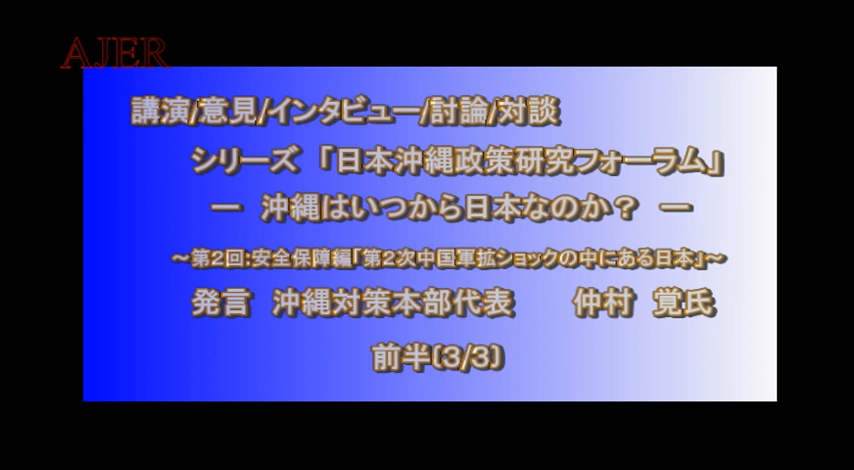 AJER
講演/意見/インタビュー/討論/対談
シリーズ 「日本沖縄政策研究フォーラム」
― 沖縄はいつから日本なのか？ ―
～第2回:安全保障編「第2次中国軍拡ショックの中にある日本」～
発言 沖縄対策本部代表 仲村 覚氏
前半(3/3)